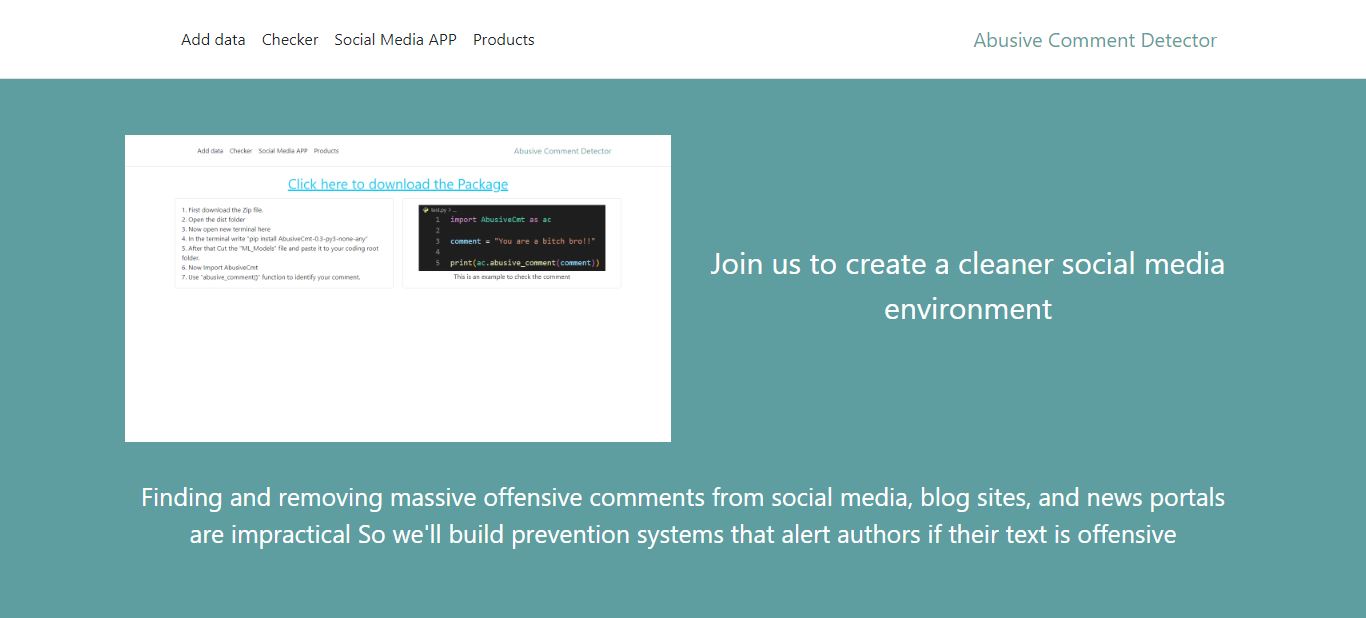 Add data Checker Social Media APP Products Abusive Comment Detector
Add data Checker Social Media APP Products Abusive Comment Detector
Click here to download the Package
1. First download the Zip file.
2. Open the dist folder
3. Now open new terminal here
4. In the terminal write "pip install AbusiveCmt-0.3-py3-none-any"
5. After that Cut the "ML_Models" file and paste it to your coding root
folder.
6. Now Import AbusiveCmt
7. Use "abusive_comment()" function to identify your comment.
test.py > ...
1 import AbusiveCmt as ac
2
3 comment = "You are a bitch bro!!"
4
5 print(ac.abusive_comment(comment))
This is an example to check the comment
Join us to create a cleaner social media
environment
Finding and removing massive offensive comments from social media, blog sites, and news portals
are impractical So we'll build prevention systems that alert authors if their text is offensive